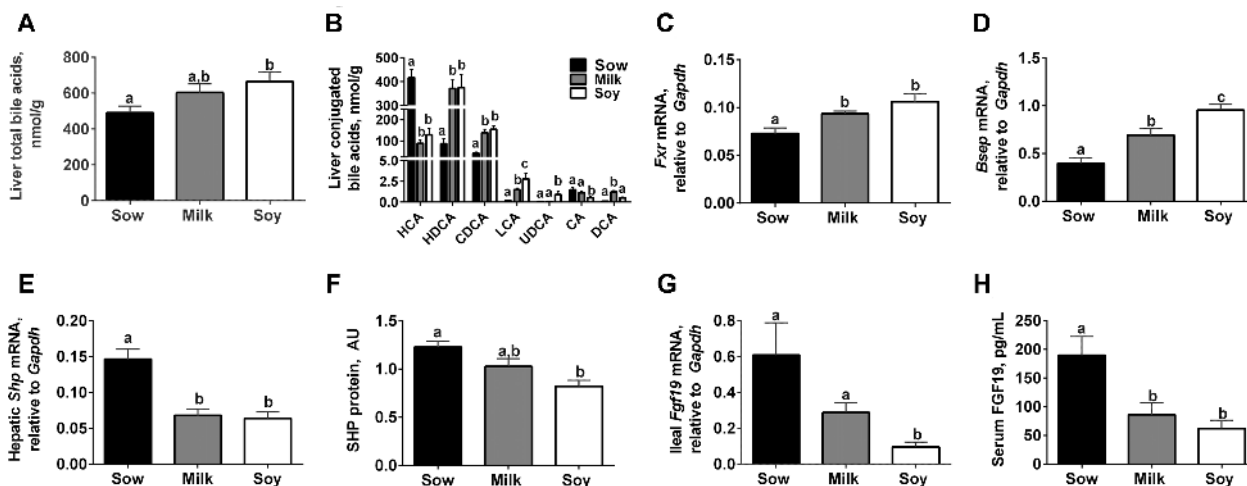 A
Liver total bile acids,
nmol/g
800
600
400
200
0
a
a,b
b
Sow
Milk
Soy
B
Liver conjugated
bile acids, nmol/g
500
400
300
200
100
0
5.0
2.5
0.0
a
b
b
a
b
b
a
b
b
a
b
c
a
a
b
a
a
b
a
b
a
HCA
HDCA
CDCA
LCA
UDCA
CA
DCA
Sow
Milk
Soy
C
Fxr mRNA,
relative to Gapdh
0.15
0.10
0.05
0.00
a
b
b
Sow
Milk
Soy
D
Bsep mRNA,
relative to Gapdh
1.5
1.0
0.5
0.0
a
b
c
Sow
Milk
Soy
E
Hepatic Shp mRNA,
relative to Gapdh
0.20
0.15
0.10
0.05
0.00
a
b
b
Sow
Milk
Soy
F
SHP protein, AU
1.5
1.0
0.5
0.0
a
a,b
b
Sow
Milk
Soy
G
Ileal Fgf19 mRNA,
relative to Gapdh
0.8
0.6
0.4
0.2
0.0
a
a
b
Sow
Milk
Soy
H
Serum FGF19, pg/mL
250
200
150
100
50
0
a
b
b
Sow
Milk
Soy